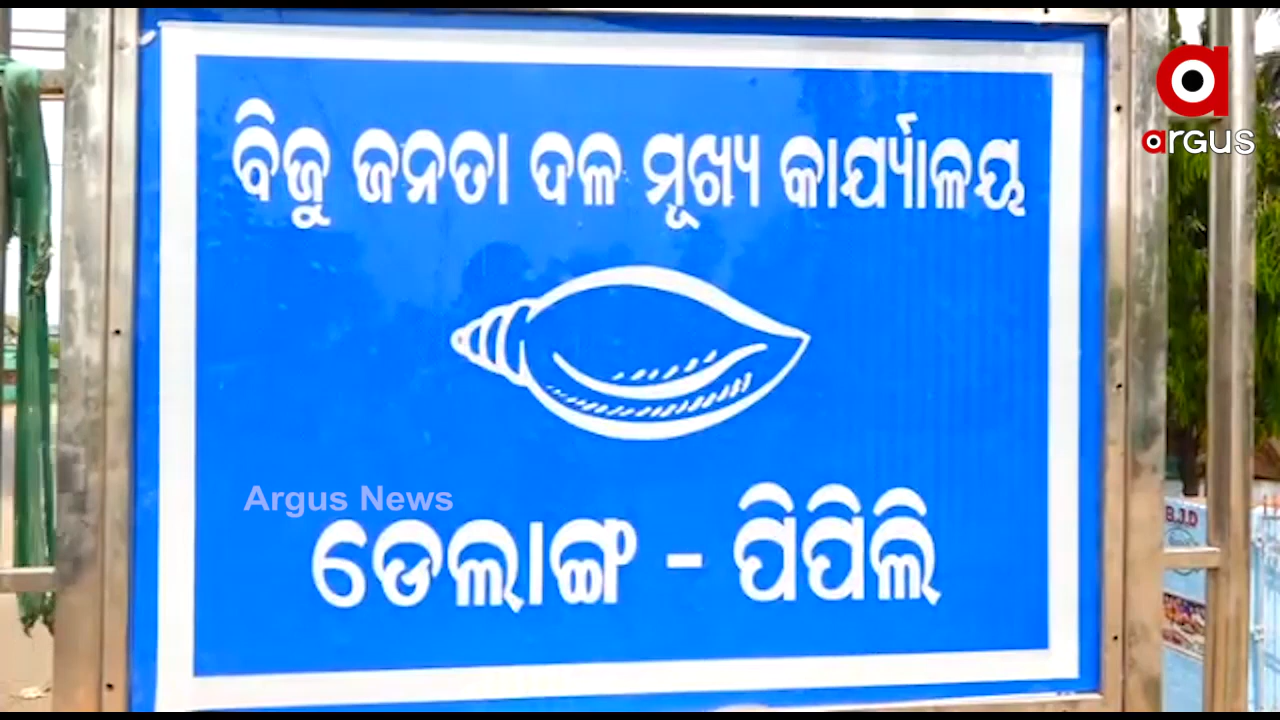 ବିଜୁ ଜନତା ଦଳ ମୂଖ୍ୟ କାର୍ଯ୍ୟାଳୟ
argus
Argus News
ଡେଲାଙ୍ଗ - ପିପିଲି
B.J.D